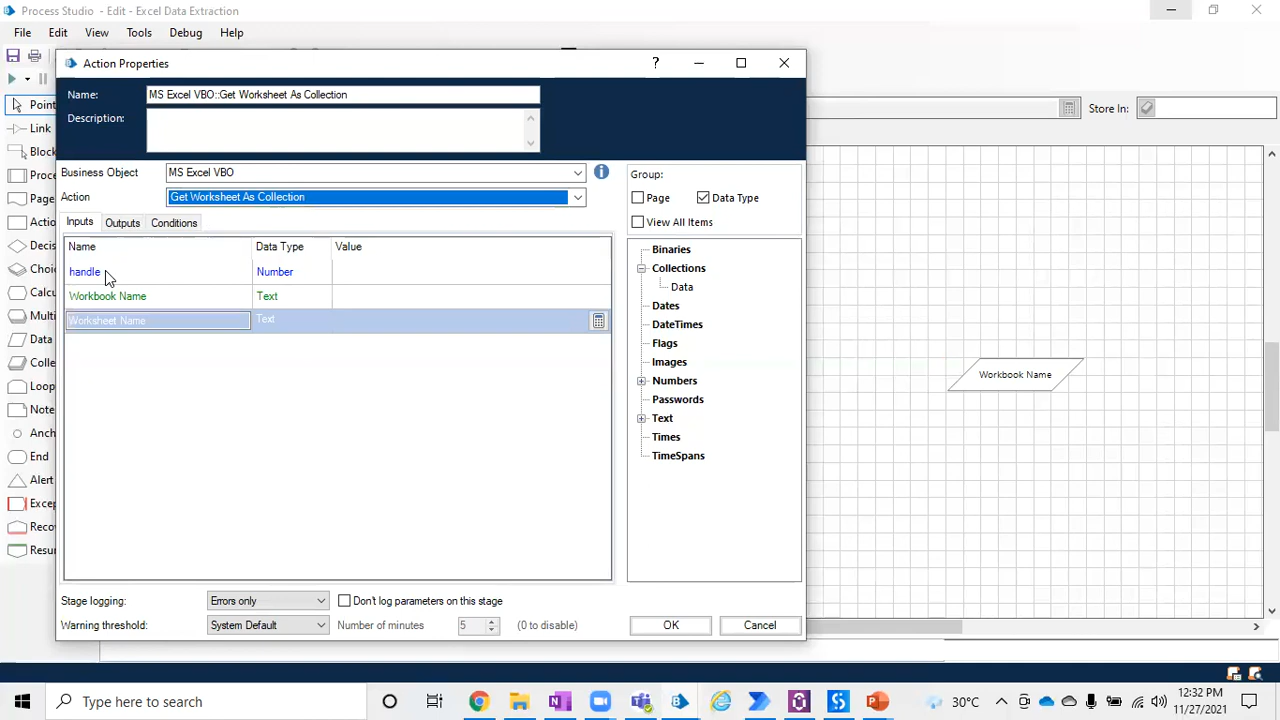 Process Studio - Edit - Excel Data Extraction
File Edit View Tools Debug Help
Action Properties
?
Name: MS Excel VBO::Get Worksheet As Collection
Description:
Business Object MS Excel VBO
Action Get Worksheet As Collection
Inputs Outputs Conditions
Name Data Type Value
handle Number
Workbook Name Text
Worksheet Name Text
Group:
Page Data Type
View All Items
Binaries
Collections
Data
Dates
DateTimes
Flags
Images
Numbers
Passwords
Text
Times
TimeSpans
Stage logging: Errors only Don't log parameters on this stage
Warning threshold: System Default Number of minutes 5 (0 to disable)
OK Cancel
Point
Link
Block
Proce
Page
Actio
Decis
Choi
Calcu
Multi
Data
Colle
Loop
Note
Anch
End
Alert
Excep
Reco
Resu
Store In:
Workbook Name
Type here to search
30°C
12:32 PM
11/27/2021